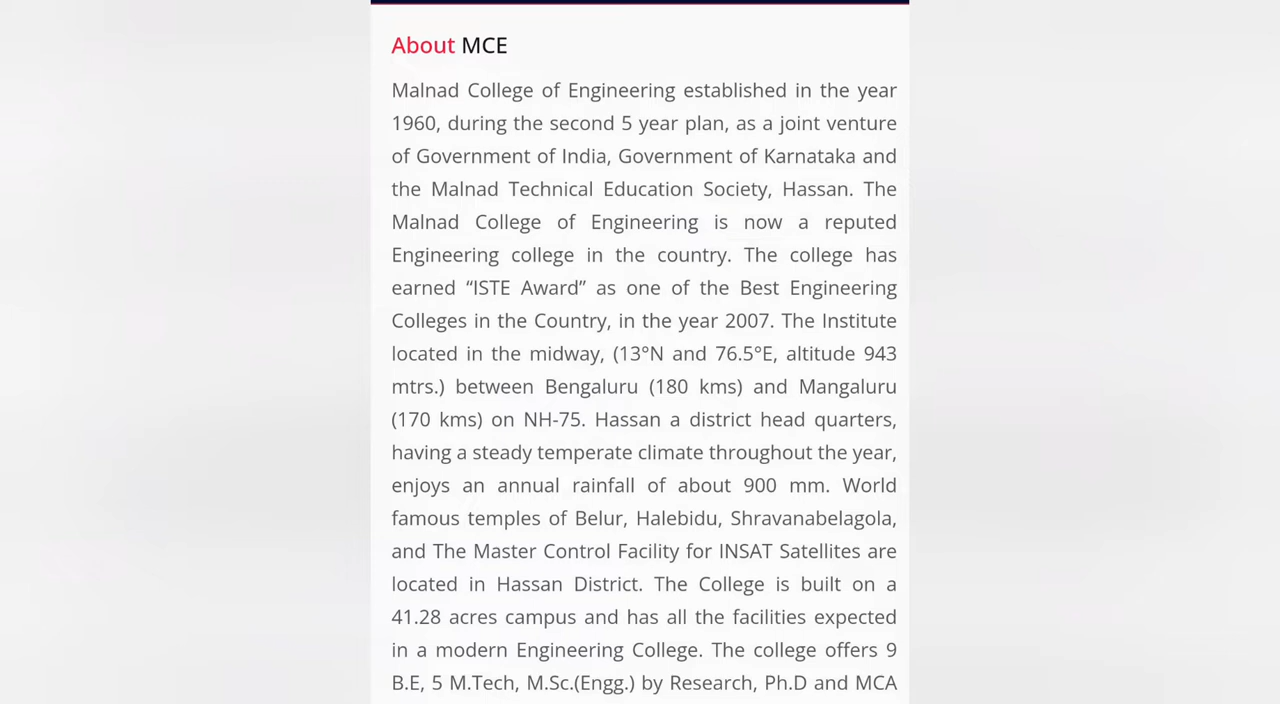 About MCE
Malnad College of Engineering established in the year
1960, during the second 5 year plan, as a joint venture
of Government of India, Government of Karnataka and
the Malnad Technical Education Society, Hassan. The
Malnad College of Engineering is now a reputed
Engineering college in the country. The college has
earned “ISTE Award” as one of the Best Engineering
Colleges in the Country, in the year 2007. The Institute
located in the midway, (13°N and 76.5°E, altitude 943
mtrs.) between Bengaluru (180 kms) and Mangaluru
(170 kms) on NH-75. Hassan a district head quarters,
having a steady temperate climate throughout the year,
enjoys an annual rainfall of about 900 mm. World
famous temples of Belur, Halebidu, Shravanabelagola,
and The Master Control Facility for INSAT Satellites are
located in Hassan District. The College is built on a
41.28 acres campus and has all the facilities expected
in a modern Engineering College. The college offers 9
B.E, 5 M.Tech, M.Sc.(Engg.) by Research, Ph.D and MCA